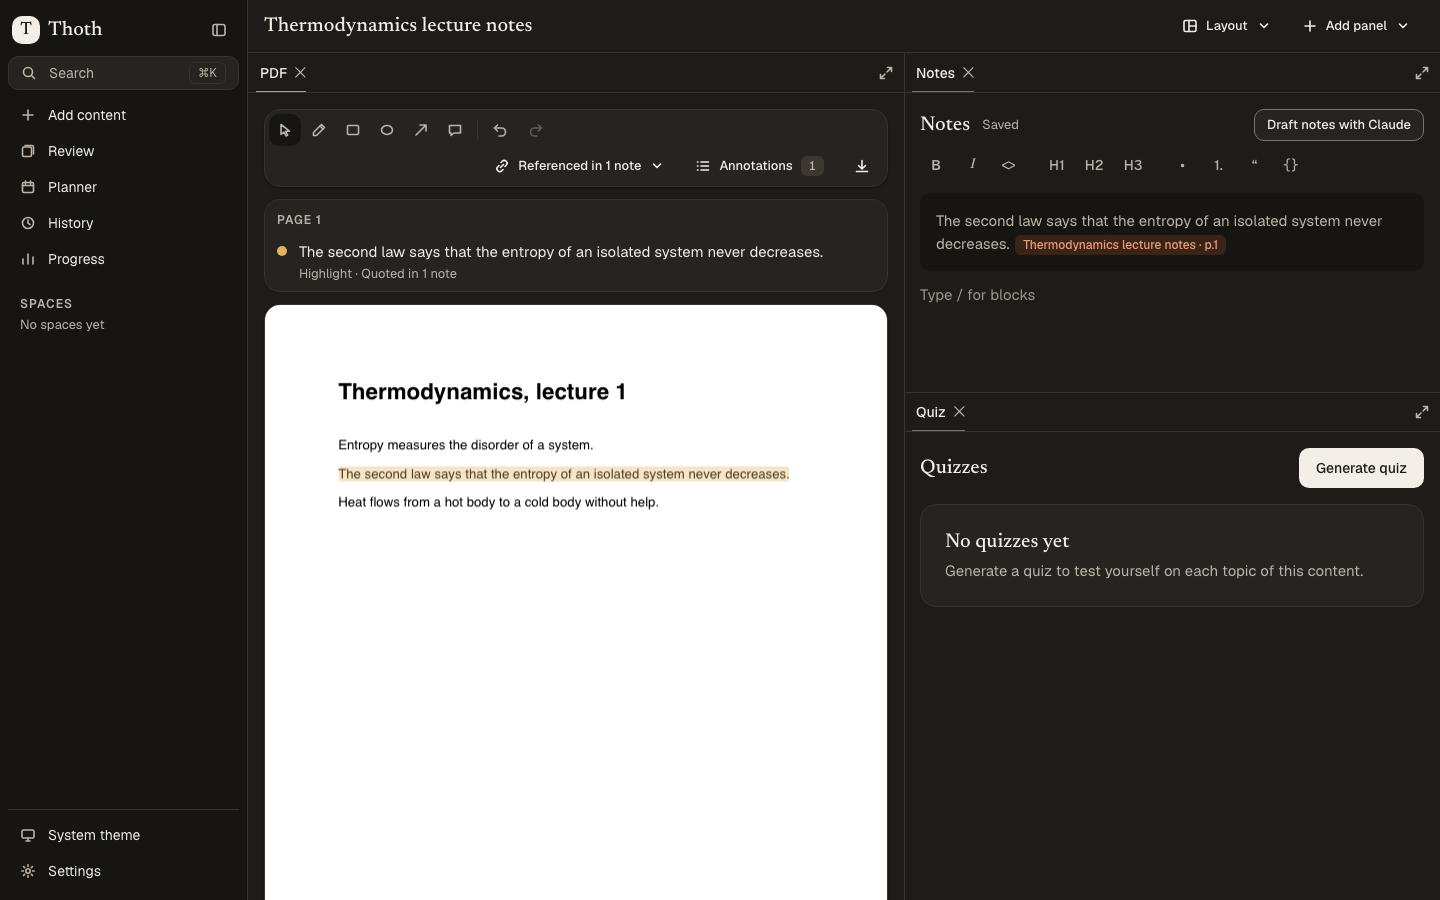 T Thoth
Search ⌘K
Add content
Review
Planner
History
Progress
SPACES
No spaces yet
System theme
Settings
Thermodynamics lecture notes
Layout
Add panel
PDF
Referenced in 1 note
Annotations 1
PAGE 1
The second law says that the entropy of an isolated system never decreases.
Highlight · Quoted in 1 note
Thermodynamics, lecture 1
Entropy measures the disorder of a system.
The second law says that the entropy of an isolated system never decreases.
Heat flows from a hot body to a cold body without help.
Notes
Notes Saved Draft notes with Claude
B I <> H1 H2 H3 • 1. “ {}
The second law says that the entropy of an isolated system never
decreases. Thermodynamics lecture notes · p.1
Type / for blocks
Quiz
Quizzes Generate quiz
No quizzes yet
Generate a quiz to test yourself on each topic of this content.